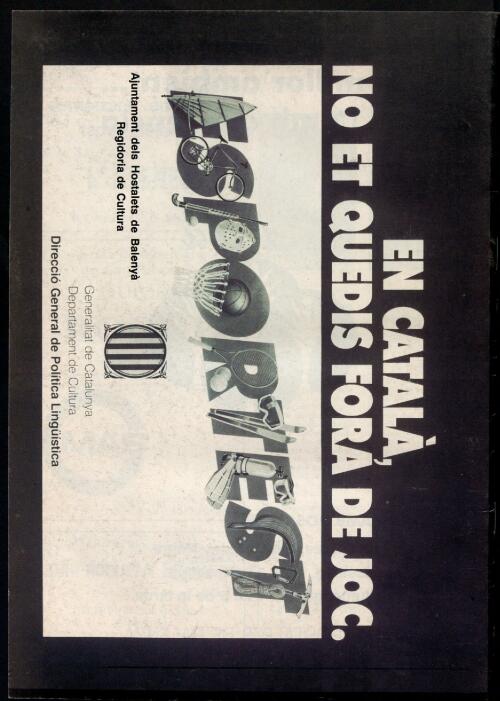 EN CATALÀ,
NO ET QUEDIS FORA DE JOC.
Ajuntament dels Hostalets de Balenyà
Regidoria de Cultura
Generalitat de Catalunya
Departament de Cultura
Direcció General de Política Lingüística